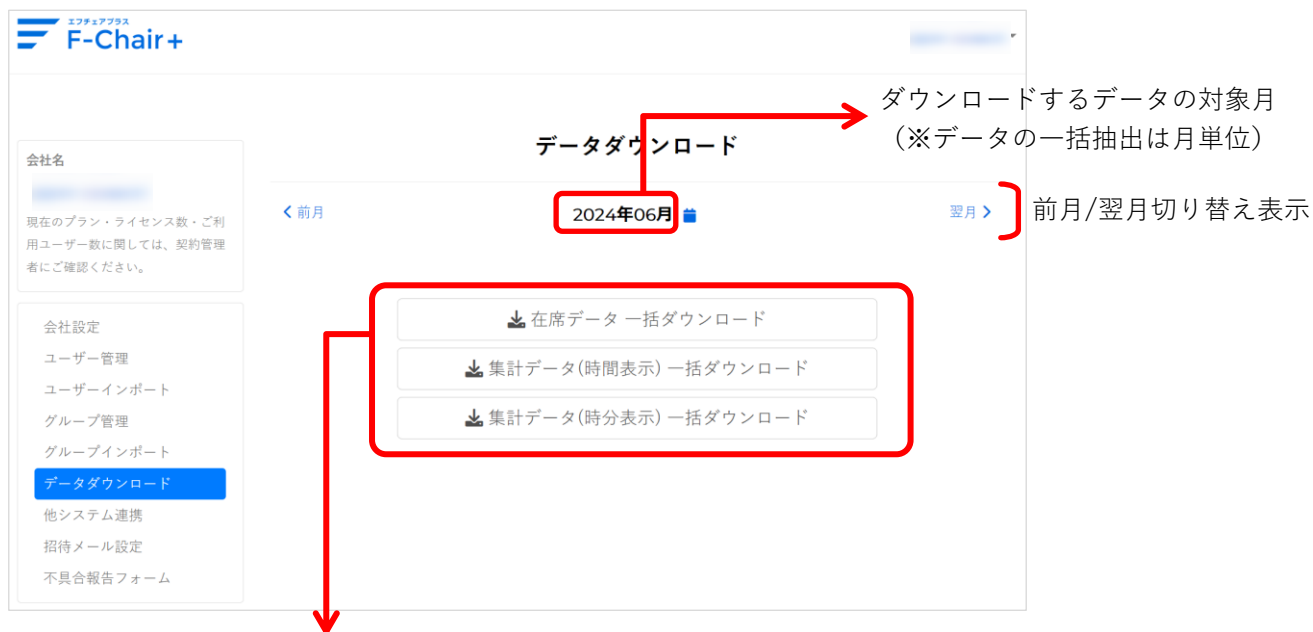 エフチェアプラス
F-Chair+
ダウンロードするデータの対象月
(※データの一括抽出は月単位)
データダウンロード
会社名
現在のプラン・ライセンス数・ご利
用ユーザー数に関しては、契約管理
者にご確認ください。
前月
2024年06月
翌月
前月/翌月切り替え表示
在席データ 一括ダウンロード
集計データ(時間表示) 一括ダウンロード
集計データ(時分表示) 一括ダウンロード
会社設定
ユーザー管理
ユーザーインポート
グループ管理
グループインポート
データダウンロード
他システム連携
招待メール設定
不具合報告フォーム